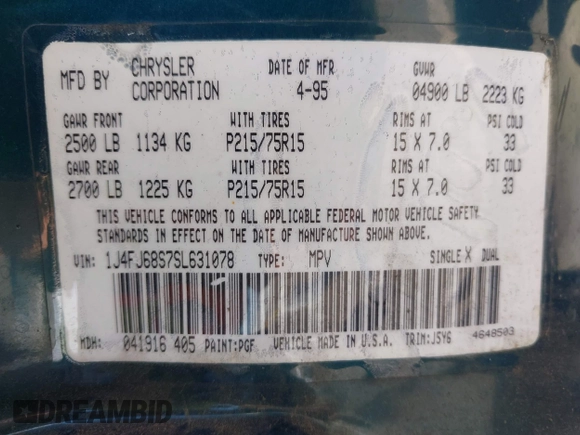 MFD BY CHRYSLER CORPORATION DATE OF MFR 4-95 GVWR 04900 LB 2223 KG
GAWR FRONT WITH TIRES RIMS AT PSI COLD
2500 LB 1134 KG P215/75R15 15 X 7.0 33
GAWR REAR WITH TIRES RIMS AT PSI COLD
2700 LB 1225 KG P215/75R15 15 X 7.0 33
THIS VEHICLE CONFORMS TO ALL APPLICABLE FEDERAL MOTOR VEHICLE SAFETY
STANDARDS IN EFFECT ON THE DATE OF MANUFACTURE SHOWN ABOVE.
VIN: 1J4FJ68S7SL631078 TYPE: MPV SINGLE X DUAL
MDH: 041916 405 PAINT:PGF VEHICLE MADE IN U.S.A. TRIM:J5Y6 4648503
DREAMBID